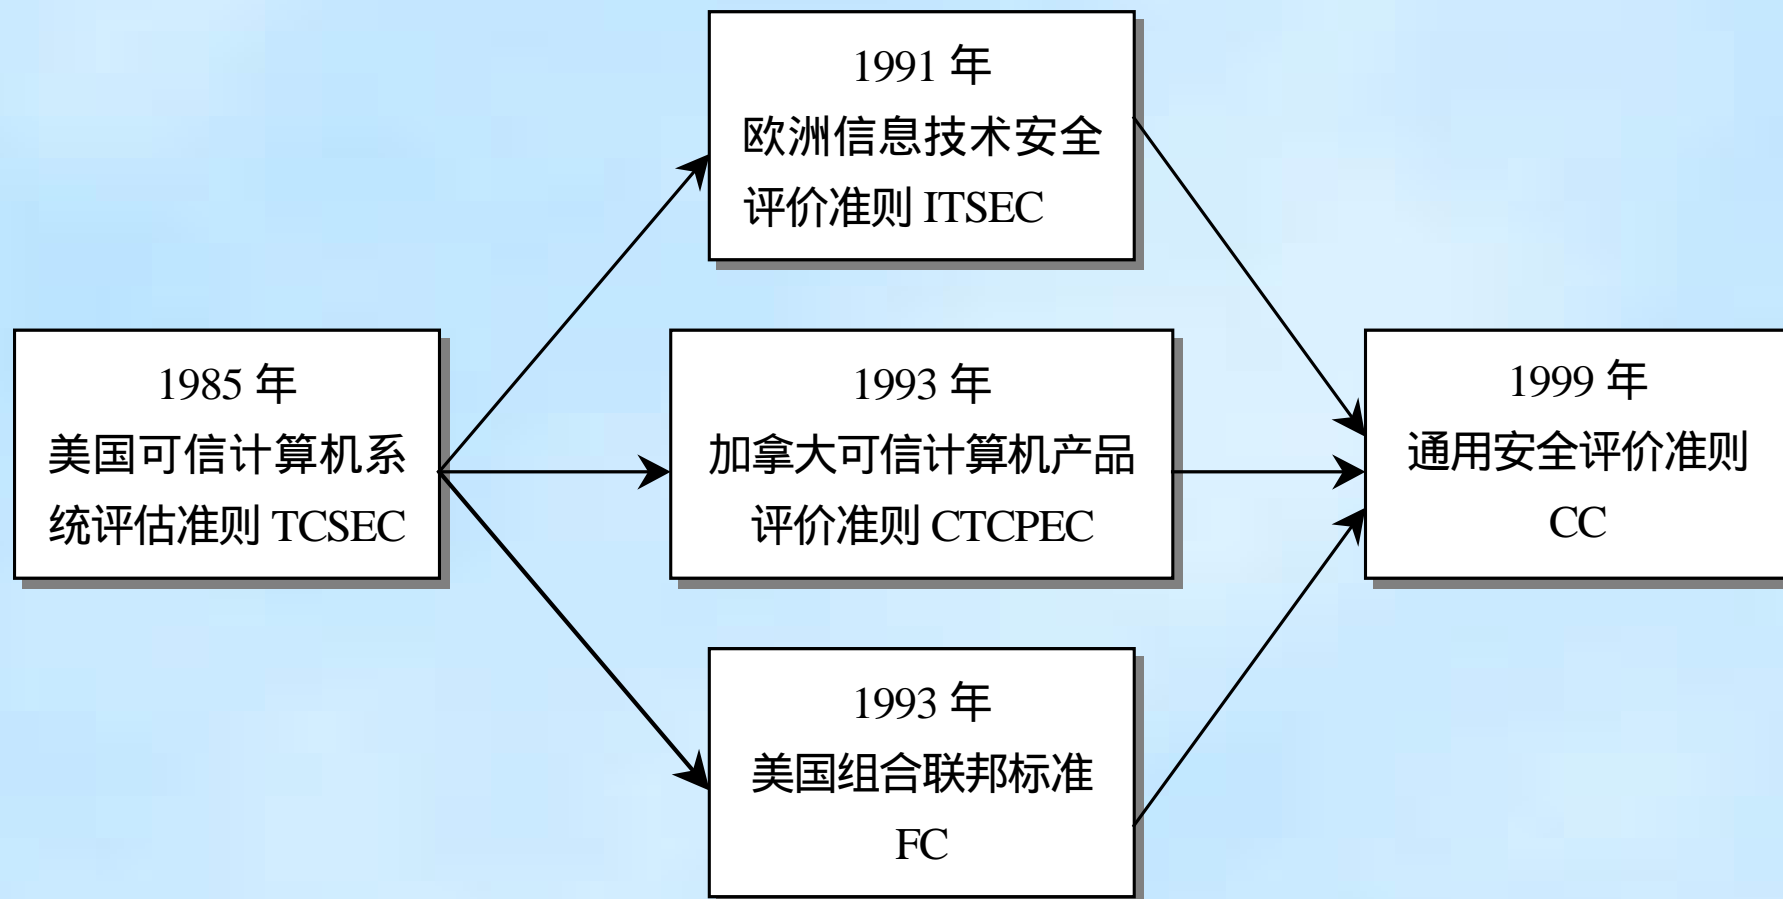 1985 年
美国可信计算机系
统评估准则 TCSEC
1991 年
欧洲信息技术安全
评价准则 ITSEC
1993 年
加拿大可信计算机产品
评价准则 CTCPEC
1993 年
美国组合联邦标准
FC
1999 年
通用安全评价准则
CC